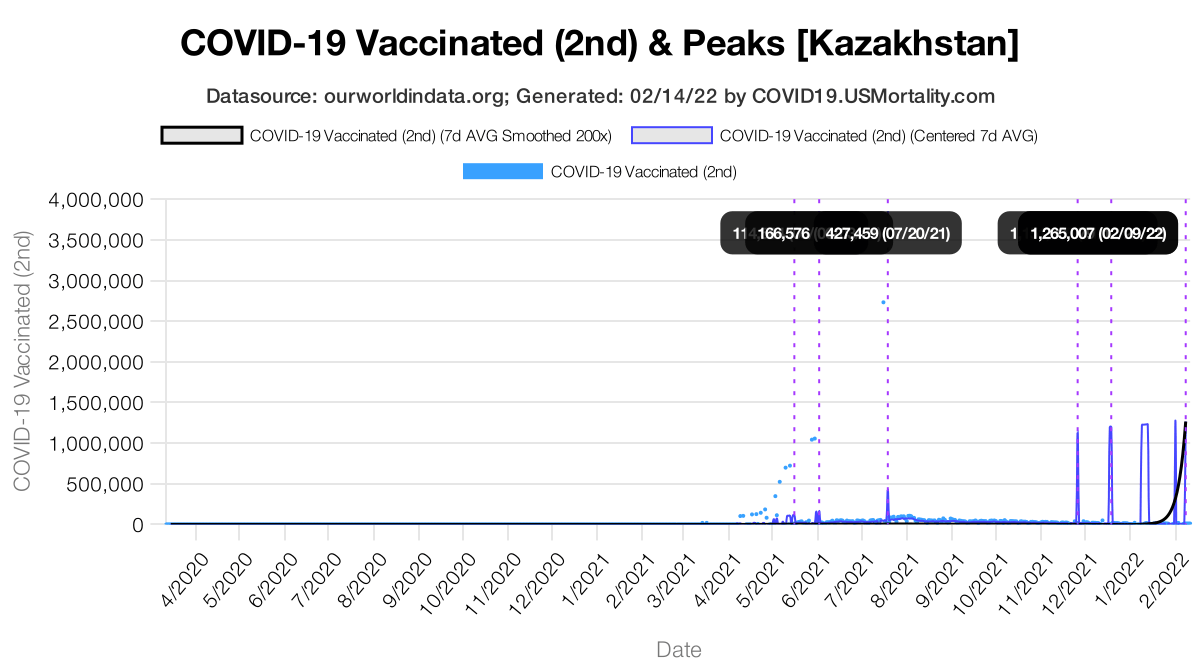 COVID-19 Vaccinated (2nd) & Peaks [Kazakhstan]
Datasource: ourworldindata.org; Generated: 02/14/22 by COVID19.USMortality.com
COVID-19 Vaccinated (2nd) (7d AVG Smoothed 200x) COVID-19 Vaccinated (2nd) (Centered 7d AVG)
COVID-19 Vaccinated (2nd)
COVID-19 Vaccinated (2nd)
4,000,000
3,500,000
3,000,000
2,500,000
2,000,000
1,500,000
1,000,000
500,000
0
166,576 427,459 (07/20/21) 1,265,007 (02/09/22)
4/2020 5/2020 6/2020 7/2020 8/2020 9/2020 10/2020 11/2020 12/2020 1/2021 2/2021 3/2021 4/2021 5/2021 6/2021 7/2021 8/2021 9/2021 10/2021 11/2021 12/2021 1/2022 2/2022
Date